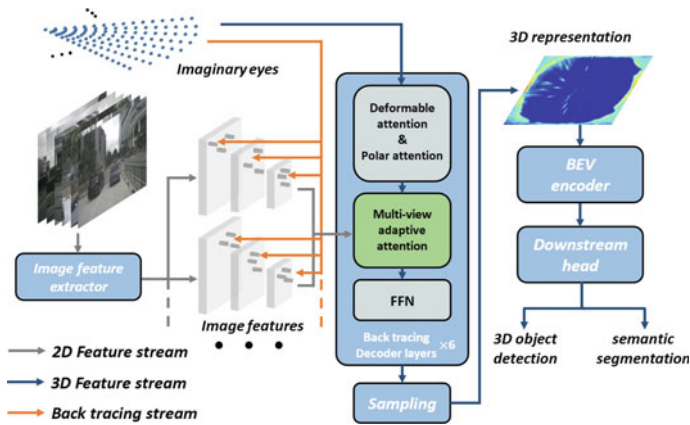 Imaginary eyes
3D representation
Deformable
attention
&
Polar attention
Multi-view
adaptive
attention
FFN
Back tracing
Decoder layers ×6
Sampling
Image feature
extractor
Image features
BEV
encoder
Downstream
head
3D object
detection
semantic
segmentation
2D Feature stream
3D Feature stream
Back tracing stream